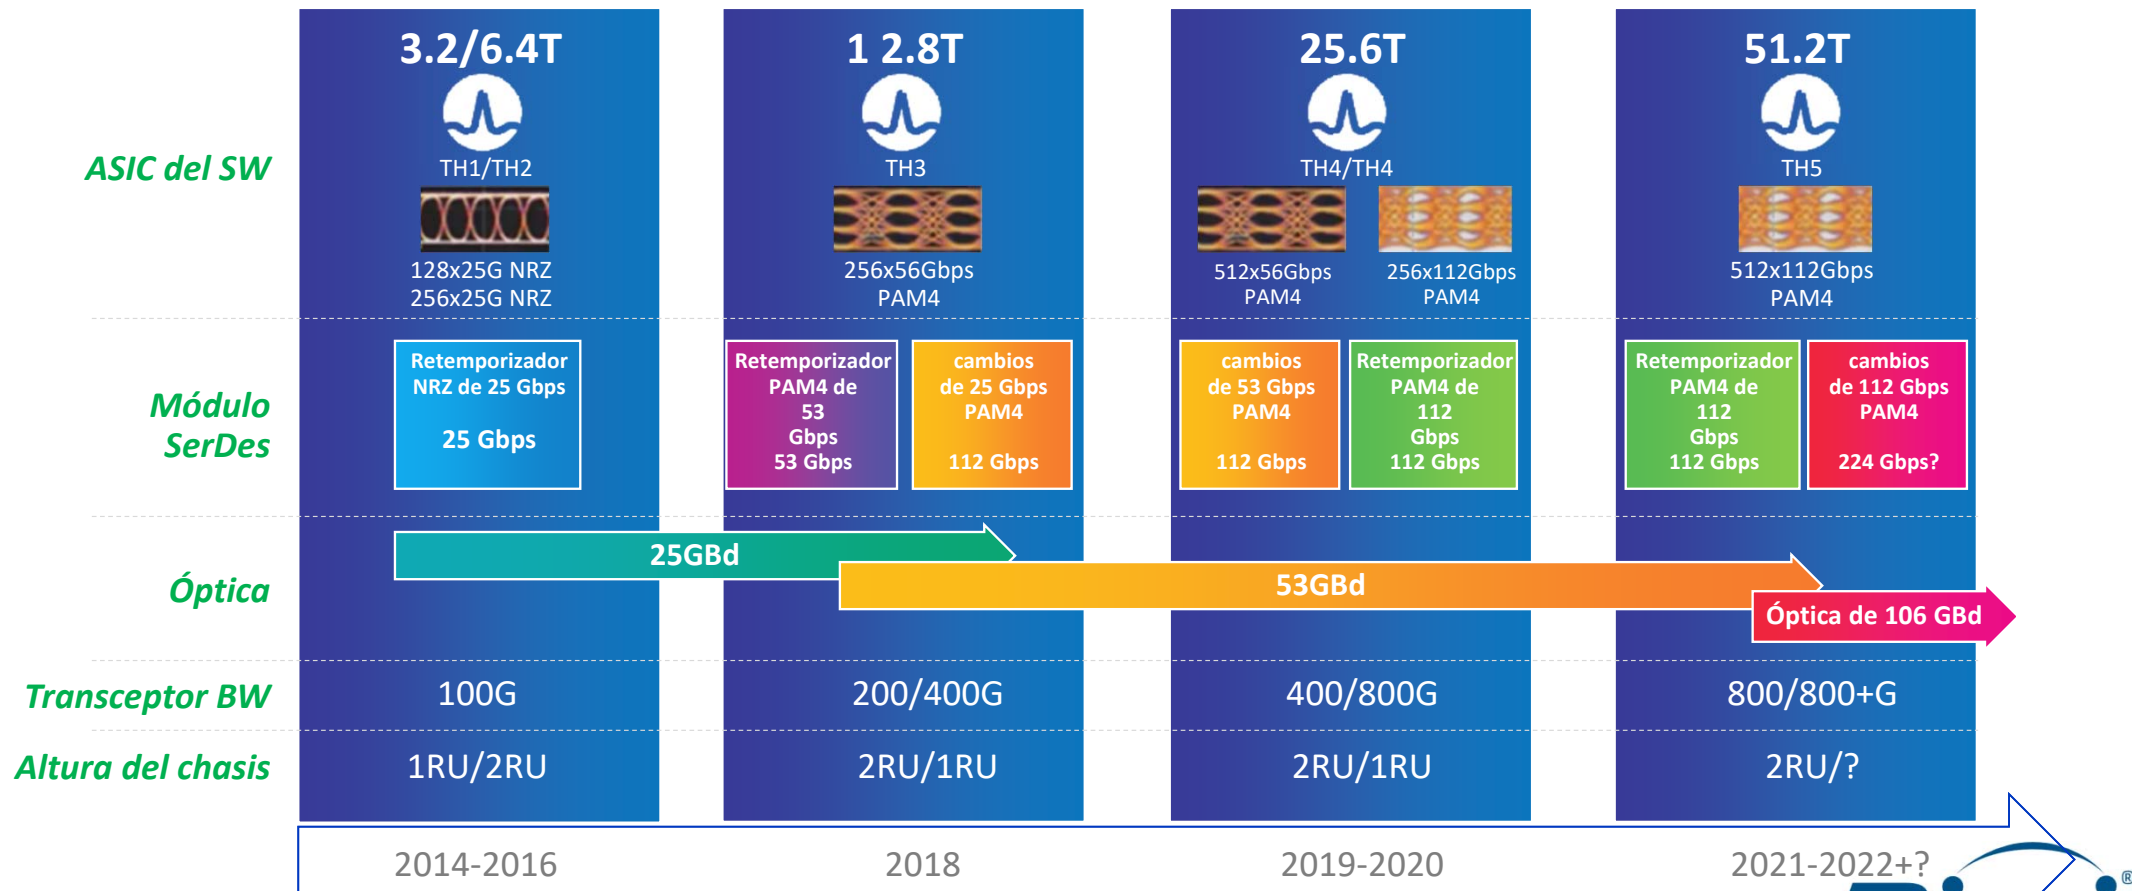 3.2/6.4T
1 2.8T
25.6T
51.2T
ASIC del SW
TH1/TH2
TH3
TH4/TH4
TH5
128x25G NRZ
256x25G NRZ
256x56Gbps
PAM4
512x56Gbps
PAM4
256x112Gbps
PAM4
512x112Gbps
PAM4
Módulo
SerDes
Retemporizador
NRZ de 25 Gbps
25 Gbps
Retemporizador
PAM4 de
53
Gbps
53 Gbps
cambios
de 25 Gbps
PAM4
112 Gbps
cambios
de 53 Gbps
PAM4
112 Gbps
Retemporizador
PAM4 de
112
Gbps
112 Gbps
Retemporizador
PAM4 de
112
Gbps
112 Gbps
cambios
de 112 Gbps
PAM4
224 Gbps?
Óptica
25GBd
53GBd
Óptica de 106 GBd
Transceptor BW
100G
200/400G
400/800G
800/800+G
Altura del chasis
1RU/2RU
2RU/1RU
2RU/1RU
2RU/?
2014-2016
2018
2019-2020
2021-2022+?
®